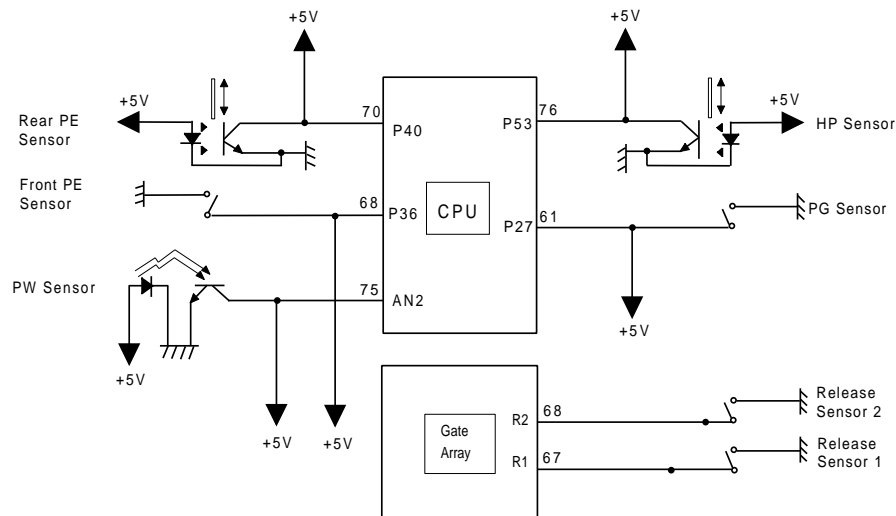 +5V
+5V
+5V
70
76
+5V
Rear PE
Sensor
P40
P53
HP Sensor
Front PE
Sensor
68
P36
CPU
P27
61
PG Sensor
PW Sensor
75
AN2
+5V
+5V
+5V
+5V
Gate
Array
R2
68
Release
Sensor 2
R1
67
Release
Sensor 1